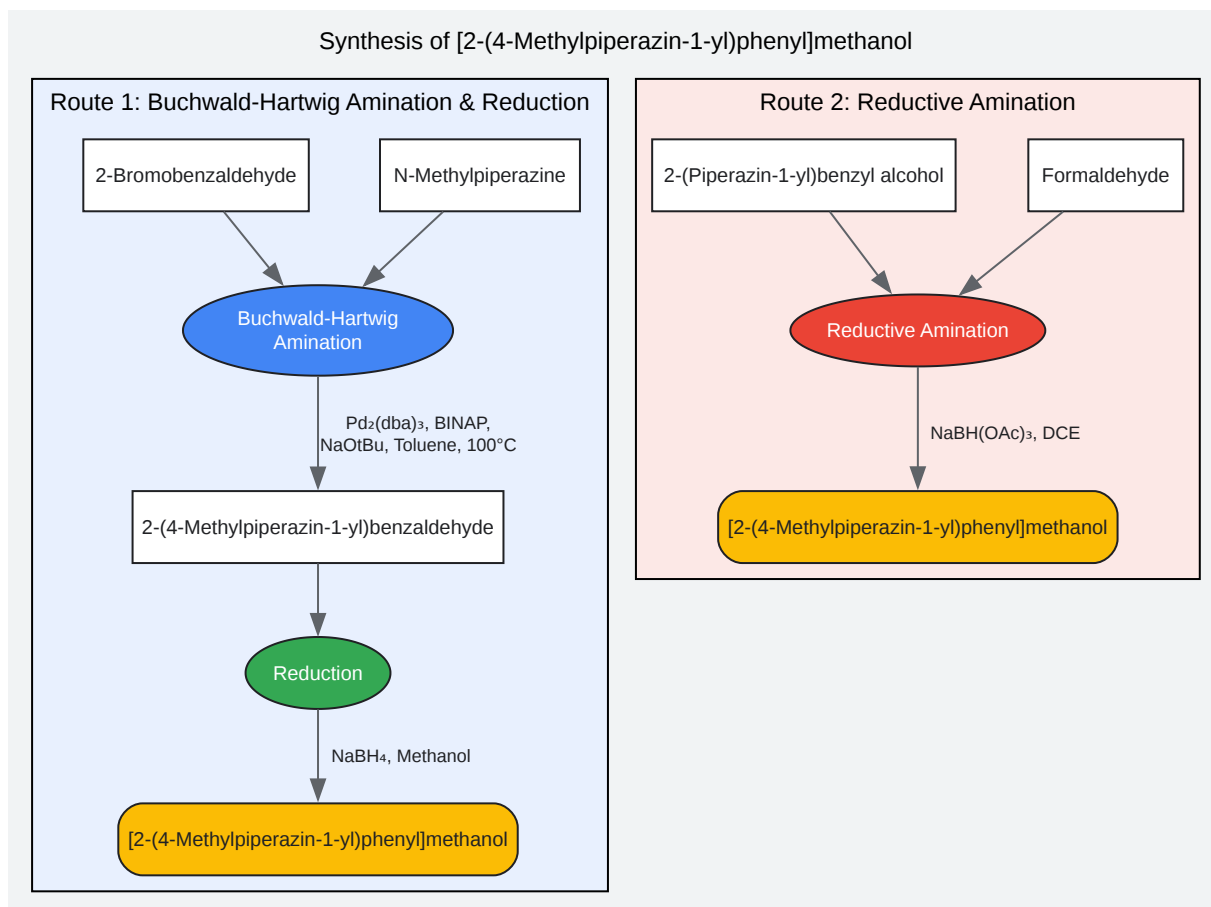 Synthesis of [2-(4-Methylpiperazin-1-yl)phenyl]methanol
Route 1: Buchwald-Hartwig Amination & Reduction
2-Bromobenzaldehyde
N-Methylpiperazine
Buchwald-Hartwig
Amination
Pd₂(dba)₃, BINAP,
NaOtBu, Toluene, 100°C
2-(4-Methylpiperazin-1-yl)benzaldehyde
Reduction
NaBH₄, Methanol
[2-(4-Methylpiperazin-1-yl)phenyl]methanol
Route 2: Reductive Amination
2-(Piperazin-1-yl)benzyl alcohol
Formaldehyde
Reductive Amination
NaBH(OAc)₃, DCE
[2-(4-Methylpiperazin-1-yl)phenyl]methanol